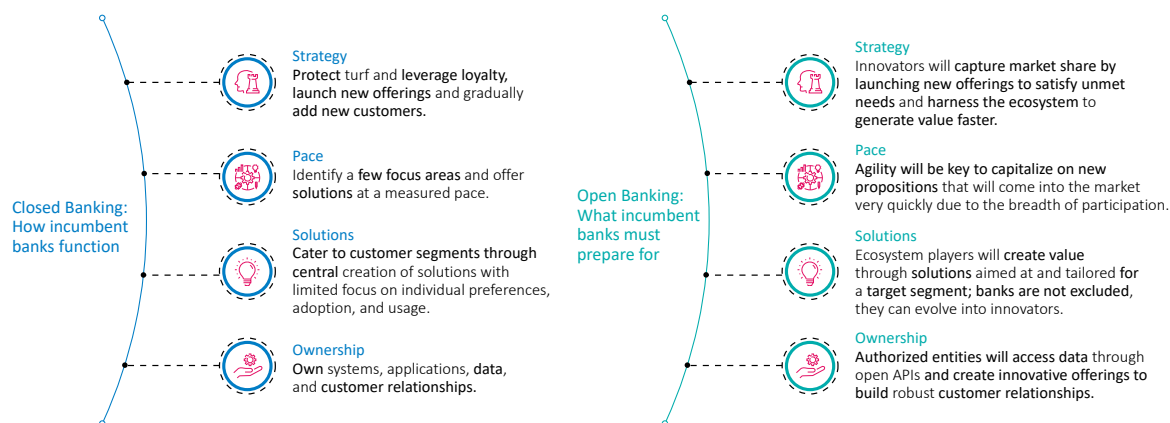 Closed Banking:
How incumbent
banks function
Strategy
Protect turf and leverage loyalty,
launch new offerings and gradually
add new customers.
Pace
Identify a few focus areas and offer
solutions at a measured pace.
Solutions
Cater to customer segments through
central creation of solutions with
limited focus on individual preferences,
adoption, and usage.
Ownership
Own systems, applications, data,
and customer relationships.
Open Banking:
What incumbent
banks must
prepare for
Strategy
Innovators will capture market share by
launching new offerings to satisfy unmet
needs and harness the ecosystem to
generate value faster.
Pace
Agility will be key to capitalize on new
propositions that will come into the market
very quickly due to the breadth of participation.
Solutions
Ecosystem players will create value
through solutions aimed at and tailored for
a target segment; banks are not excluded,
they can evolve into innovators.
Ownership
Authorized entities will access data through
open APIs and create innovative offerings to
build robust customer relationships.